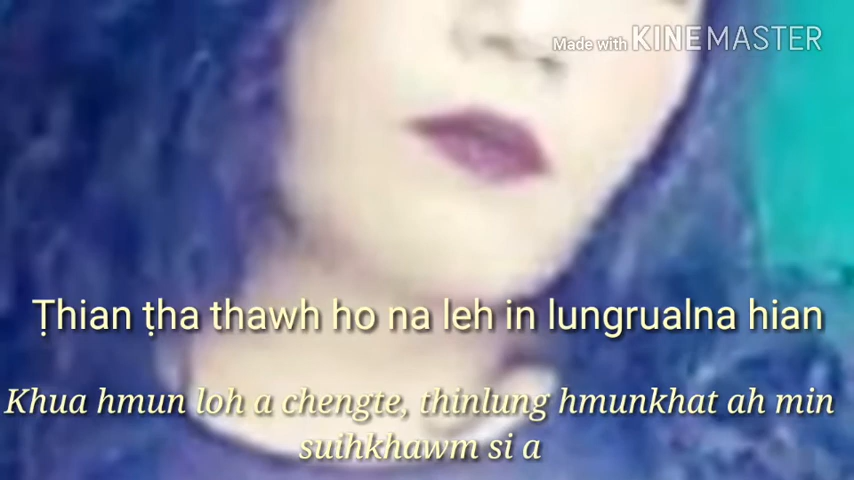 Made with KINEMASTER
Ṭhian ṭha thawh ho na leh in lungrualna hian
Khua hmun loh a chengte, thinlung hmunkhat ah min
suihkhawm si a